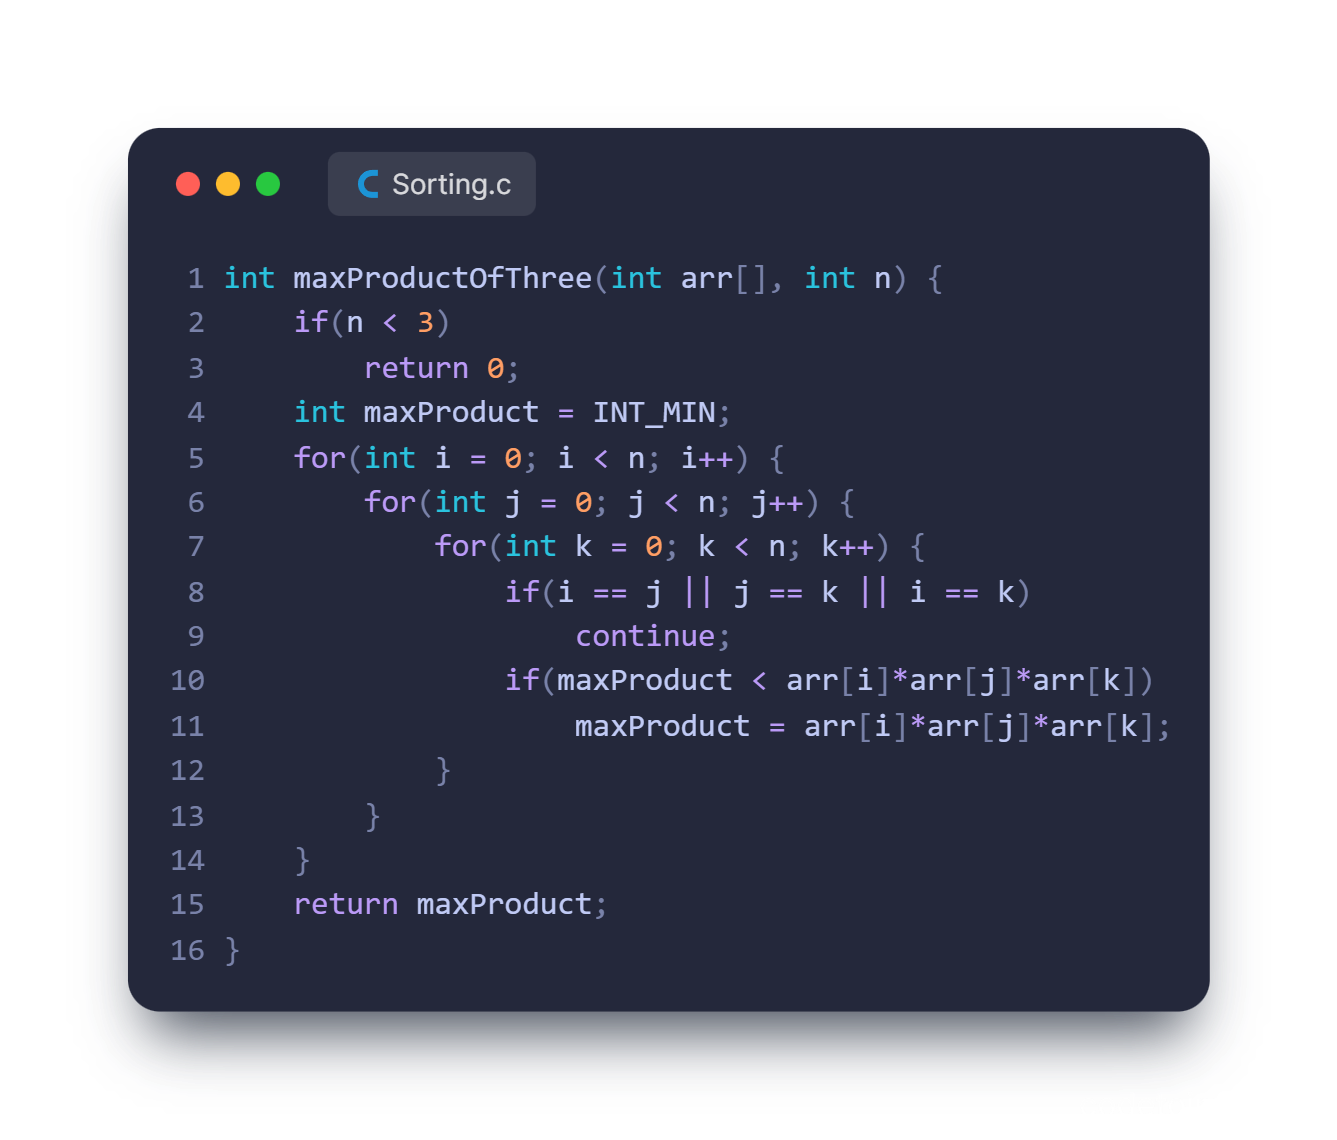 Sorting.c
1 int maxProductOfThree(int arr[], int n) {
2     if(n < 3)
3         return 0;
4     int maxProduct = INT_MIN;
5     for(int i = 0; i < n; i++) {
6         for(int j = 0; j < n; j++) {
7             for(int k = 0; k < n; k++) {
8                 if(i == j || j == k || i == k)
9                     continue;
10                 if(maxProduct < arr[i]*arr[j]*arr[k])
11                     maxProduct = arr[i]*arr[j]*arr[k];
12             }
13         }
14     }
15     return maxProduct;
16 }